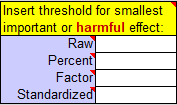 Insert threshold for smallest
important or harmful effect:
Raw
Percent
Factor
Standardized